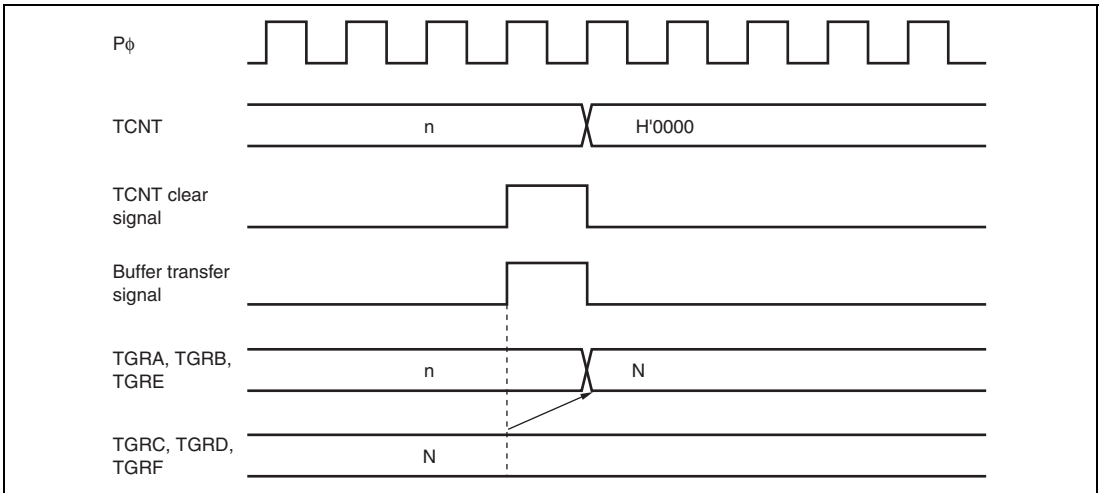 Pϕ
TCNT
n
H'0000
TCNT clear
signal
Buffer transfer
signal
TGRA, TGRB,
TGRE
n
N
TGRC, TGRD,
TGRF
N